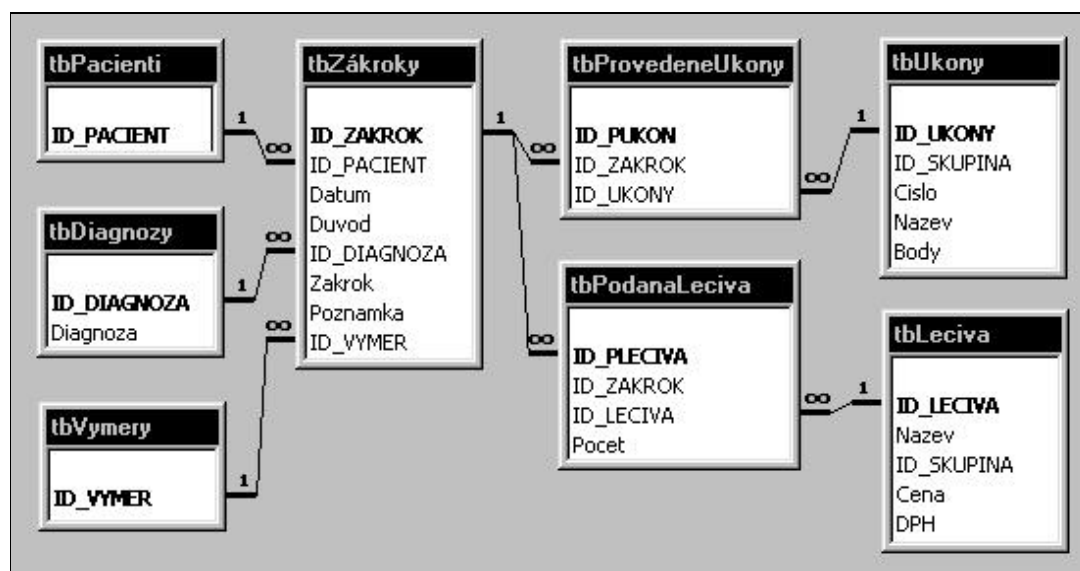 tbPacienti
ID_PACIENT
1
∞
tbDiagnozy
ID_DIAGNOZA
Diagnoza
1
∞
tbVymery
ID_VYMER
1
∞
tbZákroky
ID_ZAKROK
ID_PACIENT
Datum
Duvod
ID_DIAGNOZA
Zakrok
Poznamka
ID_VYMER
1
∞
∞
tbProvedeneUkony
ID_PUKON
ID_ZAKROK
ID_UKONY
∞
1
tbPodanaLeciva
ID_PLECIVA
ID_ZAKROK
ID_LECIVA
Pocet
∞
1
tbUkony
ID_UKONY
ID_SKUPINA
Cislo
Nazev
Body
tbLeciva
ID_LECIVA
Nazev
ID_SKUPINA
Cena
DPH